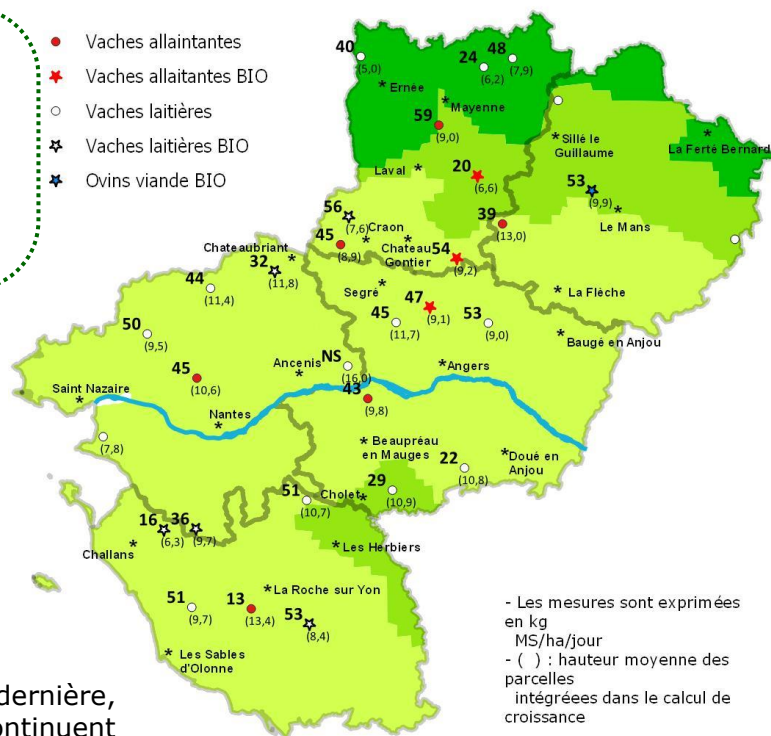 Vaches allaintantes
Vaches allaitantes BIO
Vaches laitières
Vaches laitières BIO
Ovins viande BIO
40
(5,0)
24
(6,2)
48
(7,9)
* Ernée
* Mayenne
59
(9,0)
* Sillé le
Guillaume
*
La Ferté Bernard
Laval *
20
(6,6)
53
(9,9)
*
Le Mans
56
(7,6)
Craon
*
45
(8,9)
*
Chateau
Gontier
54
(9,2)
39
(13,0)
Chateaubriant *
32
(11,8)
Segré *
* La Flèche
44
(11,4)
47
(9,1)
45
(11,7)
53
(9,0)
* Baugé en Anjou
50
(9,5)
45
(10,6)
Ancenis
*
NS
(16,0)
* Angers
43
(9,8)
Saint Nazaire
*
*
Nantes
(7,8)
* Beaupréau
en Mauges
22
(10,8)
* Doué en
Anjou
29
(10,9)
Cholet *
51
(10,7)
16
(6,3)
36
(9,7)
*
Challans
* Les Herbiers
* La Roche sur Yon
51
(9,7)
13
(13,4)
53
(8,4)
* Les Sables
d'Olonne
- Les mesures sont exprimées
en kg
MS/ha/jour
- ( ) : hauteur moyenne des
parcelles
intégréees dans le calcul de
croissance
dernière,
continuent